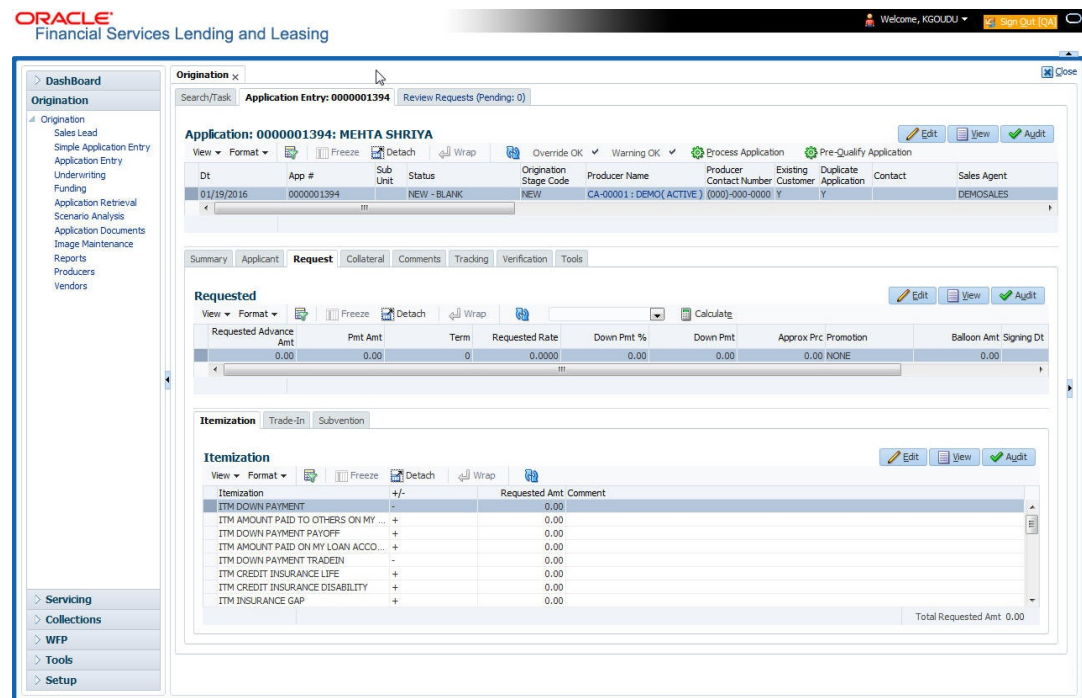 ORACLE
Financial Services Lending and Leasing
Welcome, KGOUDU
Sign Out [QA]
Close
DashBoard
Origination
Origination
Sales Lead
Simple Application Entry
Application Entry
Underwriting
Funding
Application Retrieval
Scenario Analysis
Application Documents
Image Maintenance
Reports
Producers
Vendors
Servicing
Collections
WFP
Tools
Setup
Origination x
Search/Task Application Entry: 0000001394 Review Requests (Pending: 0)
Application: 0000001394: MEHTA SHRIYA
Edit View Audit
View Format Freeze Detach Wrap Override OK Warning OK Process Application Pre-Qualify Application
Dt App # Sub Unit Status Origination Stage Code Producer Name Producer Contact Number Existing Customer Duplicate Application Contact Sales Agent
01/19/2016 0000001394 NEW - BLANK NEW CA-00001 : DEMO( ACTIVE ) (000)-000-0000 Y Y DEMOSALES
Summary Applicant Request Collateral Comments Tracking Verification Tools
Requested
Edit View Audit
View Format Freeze Detach Wrap Calculate
Requested Advance Amt Pmt Amt Term Requested Rate Down Pmt % Down Pmt Approx Prc Promotion Balloon Amt Signing Dt
0.00 0.00 0 0.0000 0.00 0.00 0.00 NONE 0.00
Itemization Trade-In Subvention
Itemization
Edit View Audit
View Format Freeze Detach Wrap
Itemization +/- Requested Amt Comment
ITM DOWN PAYMENT - 0.00
ITM AMOUNT PAID TO OTHERS ON MY ... + 0.00
ITM DOWN PAYMENT PAYOFF + 0.00
ITM AMOUNT PAID ON MY LOAN ACCO... + 0.00
ITM DOWN PAYMENT TRADEIN - 0.00
ITM CREDIT INSURANCE LIFE + 0.00
ITM CREDIT INSURANCE DISABILITY + 0.00
ITM INSURANCE GAP + 0.00
Total Requested Amt 0.00